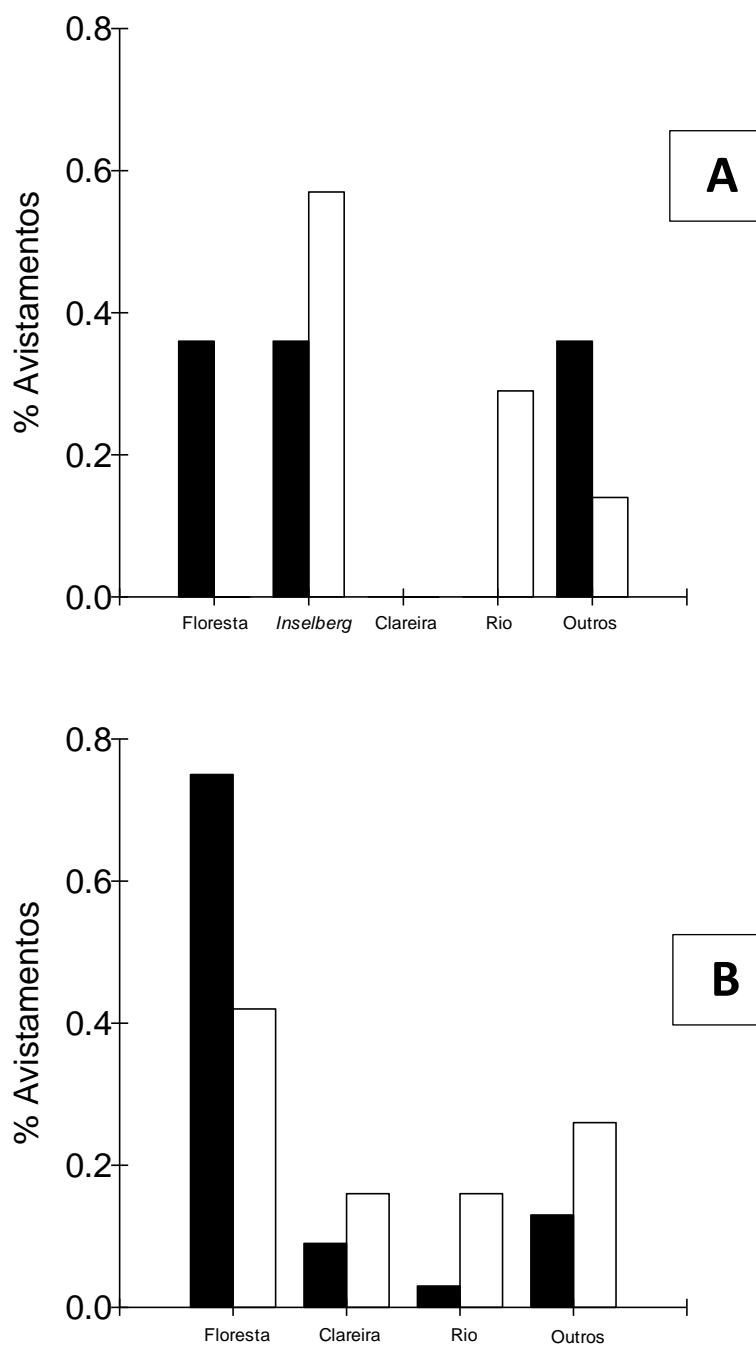 0.8
A
0.6
% Avistamentos
0.4
0.2
0.0
Floresta Inselberg Clareira Rio Outros
0.8
0.6
B
% Avistamentos
0.4
0.2
0.0
Floresta Clareira Rio Outros